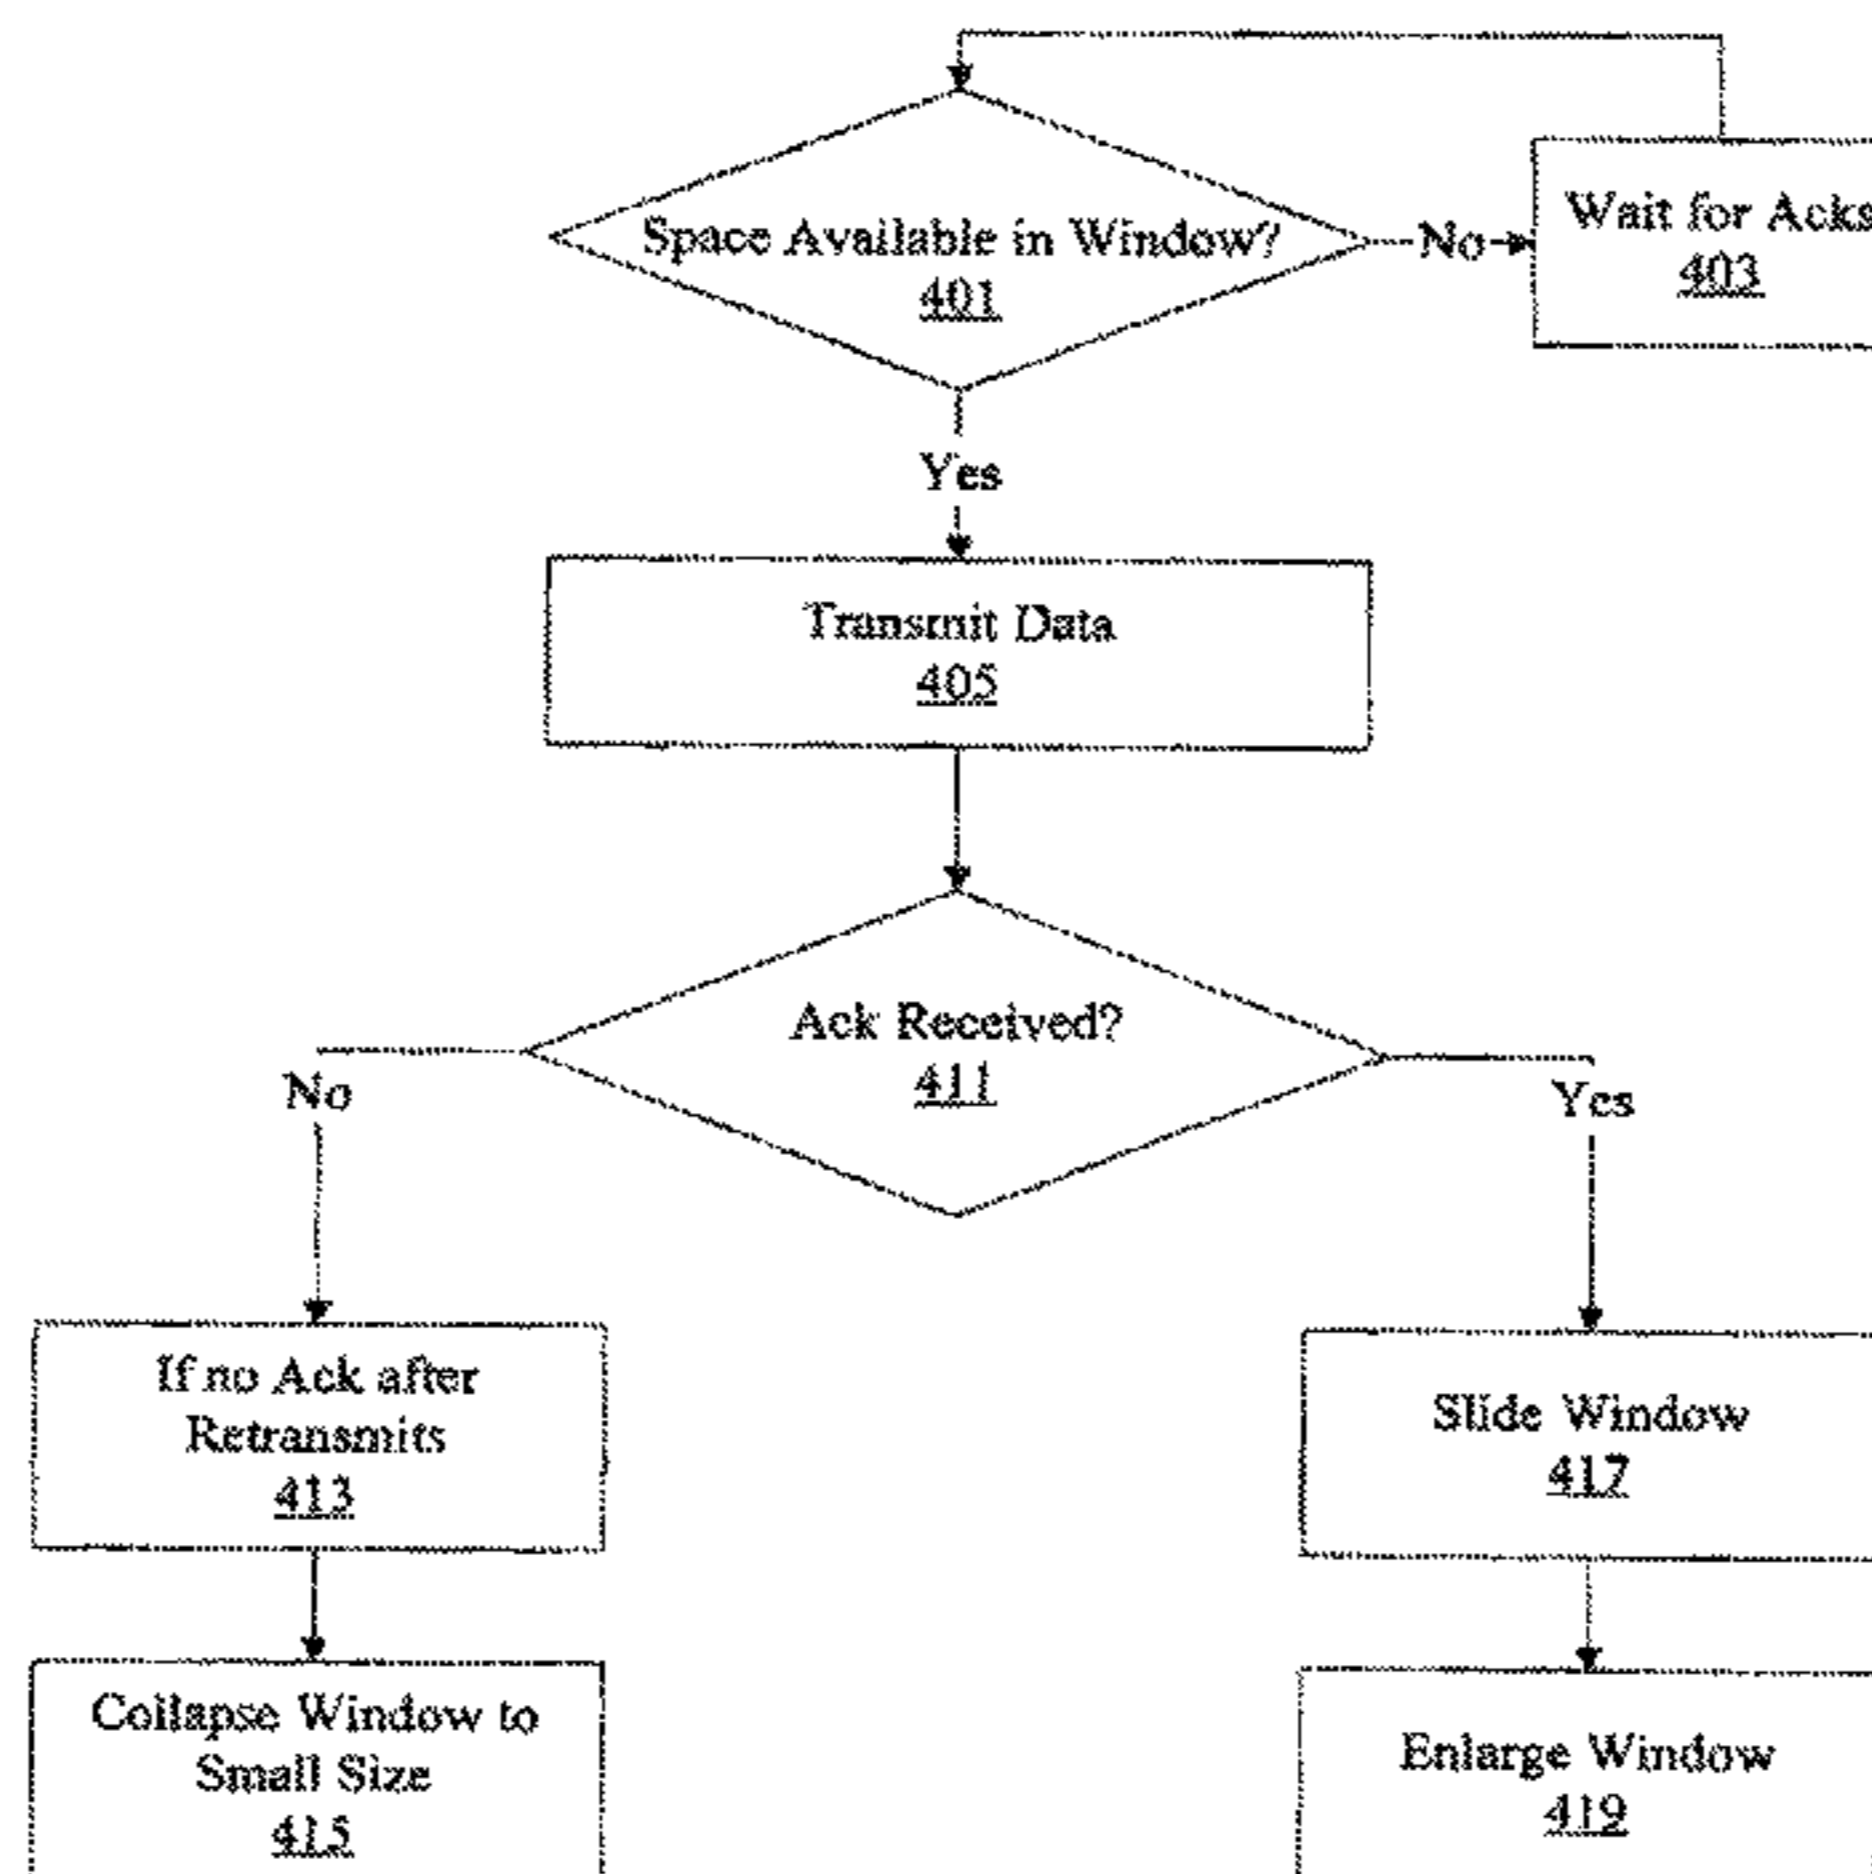 Space Available in Window?
401
No
Wait for Acks
403
Yes
Transmit Data
405
Ack Received?
411
No
Yes
If no Ack after
Retransmits
413
Slide Window
417
Collapse Window to
Small Size
415
Enlarge Window
419